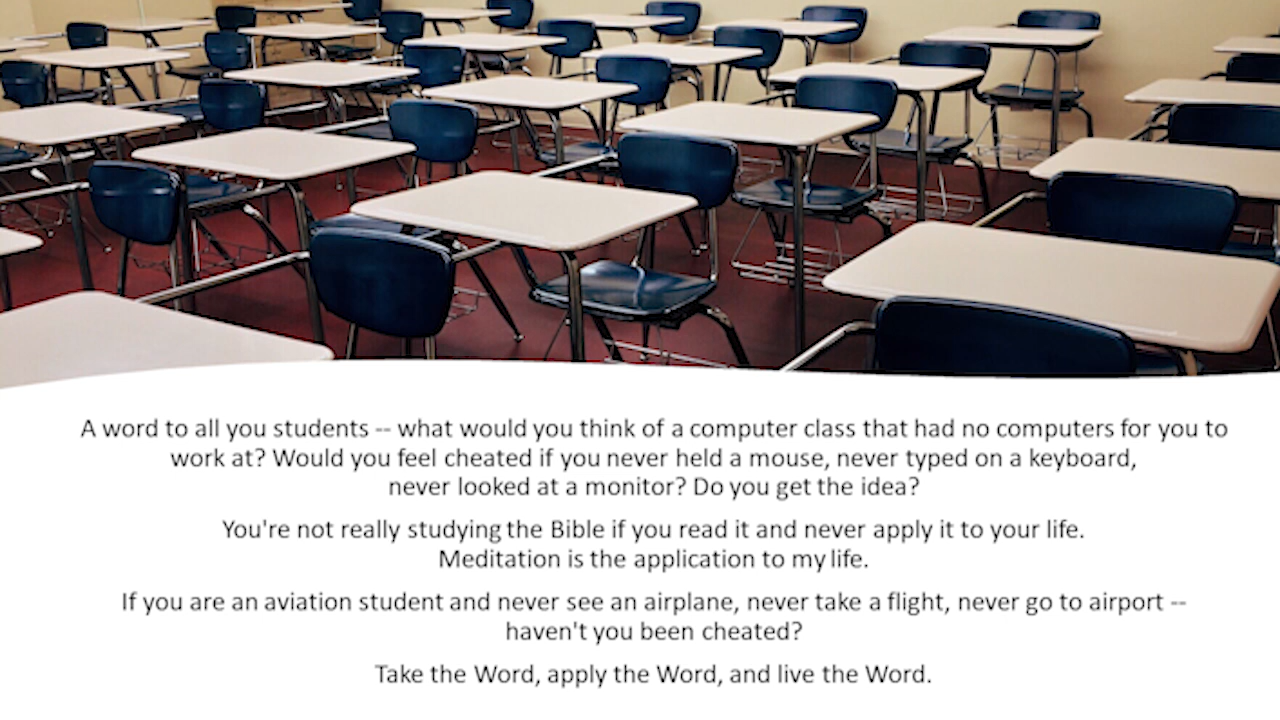 A word to all you students -- what would you think of a computer class that had no computers for you to
work at? Would you feel cheated if you never held a mouse, never typed on a keyboard,
never looked at a monitor? Do you get the idea?
You're not really studying the Bible if you read it and never apply it to your life.
Meditation is the application to my life.
If you are an aviation student and never see an airplane, never take a flight, never go to airport --
haven't you been cheated?
Take the Word, apply the Word, and live the Word.